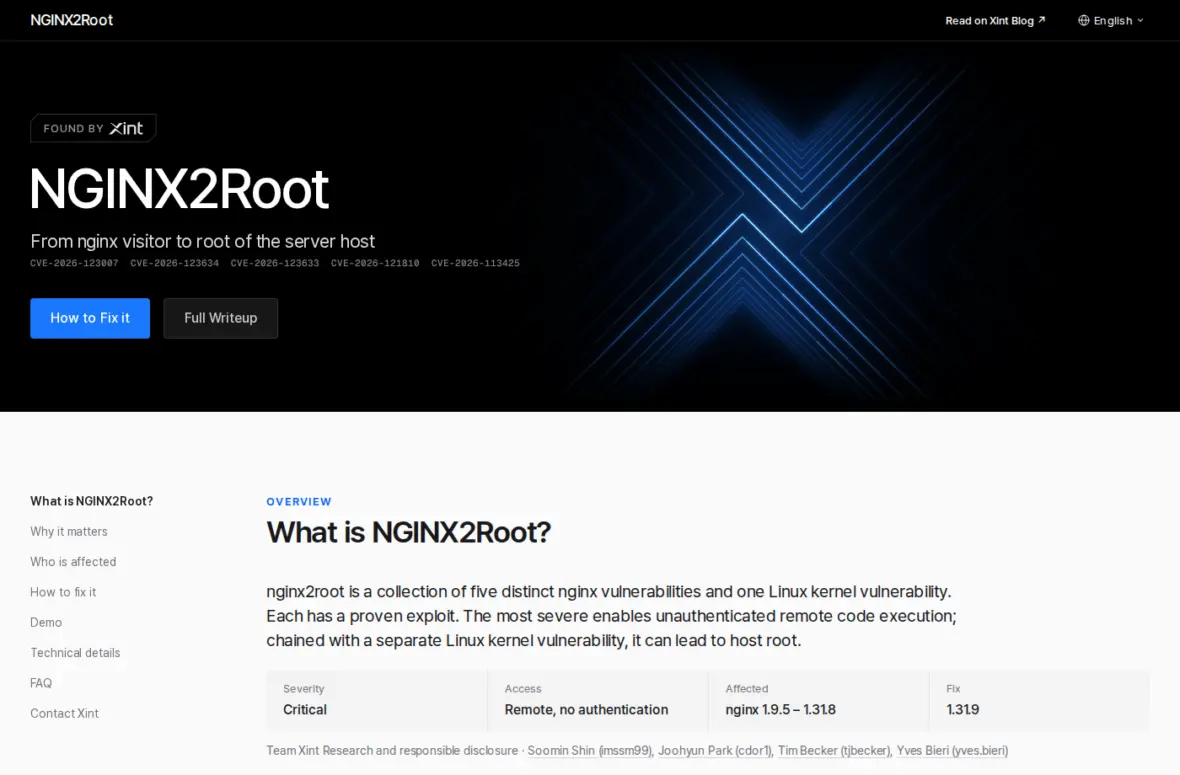 NGINX2Root
Read on Xint Blog ↗
English
FOUND BY Xint
NGINX2Root
From nginx visitor to root of the server host
CVE-2026-123007 CVE-2026-123634 CVE-2026-123633 CVE-2026-121810 CVE-2026-113425
How to Fix it
Full Writeup
What is NGINX2Root?
Why it matters
Who is affected
How to fix it
Demo
Technical details
FAQ
Contact Xint
OVERVIEW
What is NGINX2Root?
nginx2root is a collection of five distinct nginx vulnerabilities and one Linux kernel vulnerability.
Each has a proven exploit. The most severe enables unauthenticated remote code execution;
chained with a separate Linux kernel vulnerability, it can lead to host root.
Severity
Critical
Access
Remote, no authentication
Affected
nginx 1.9.5 – 1.31.8
Fix
1.31.9
Team Xint Research and responsible disclosure · Soomin Shin (imssm99), Joohyun Park (cdor1), Tim Becker (tjbecker), Yves Bieri (yves.bieri)